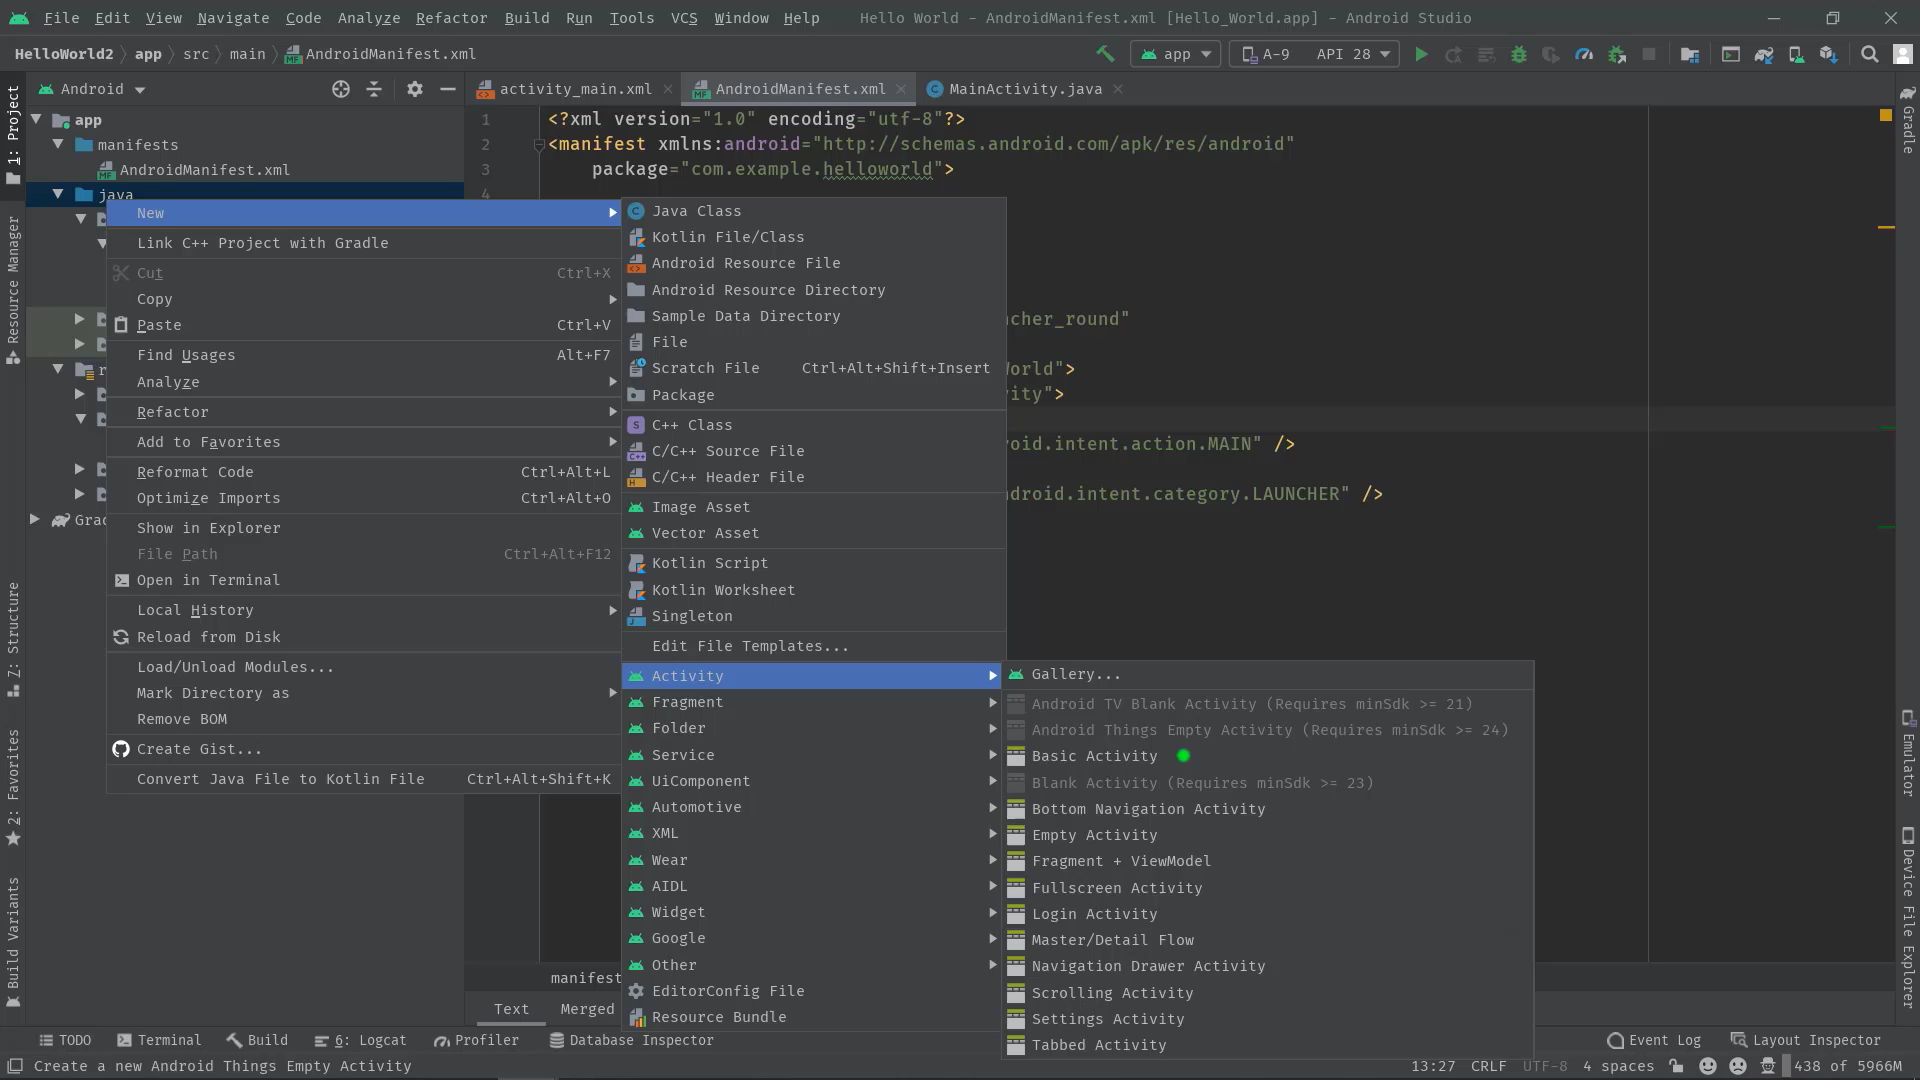 File Edit View Navigate Code Analyze Refactor Build Run Tools VCS Window Help Hello World - AndroidManifest.xml [Hello_World.app] - Android Studio
HelloWorld2 app src main AndroidManifest.xml app A-9 API 28
Android
activity_main.xml AndroidManifest.xml MainActivity.java
1: Project
Resource Manager
Z: Structure
2: Favorites
Build Variants
app
manifests
AndroidManifest.xml
java
Grad
1 <?xml version="1.0" encoding="utf-8"?>
2 <manifest xmlns:android="http://schemas.android.com/apk/res/android"
3 package="com.example.helloworld">
4
cher_round"
orld">
ity">
oid.intent.action.MAIN" />
droid.intent.category.LAUNCHER" />
New
Link C++ Project with Gradle
Cut Ctrl+X
Copy
Paste Ctrl+V
Find Usages Alt+F7
Analyze
Refactor
Add to Favorites
Reformat Code Ctrl+Alt+L
Optimize Imports Ctrl+Alt+O
Show in Explorer
File Path Ctrl+Alt+F12
Open in Terminal
Local History
Reload from Disk
Load/Unload Modules...
Mark Directory as
Remove BOM
Create Gist...
Convert Java File to Kotlin File Ctrl+Alt+Shift+K
Java Class
Kotlin File/Class
Android Resource File
Android Resource Directory
Sample Data Directory
File
Scratch File Ctrl+Alt+Shift+Insert
Package
C++ Class
C/C++ Source File
C/C++ Header File
Image Asset
Vector Asset
Kotlin Script
Kotlin Worksheet
Singleton
Edit File Templates...
Activity
Fragment
Folder
Service
UiComponent
Automotive
XML
Wear
AIDL
Widget
Google
Other
EditorConfig File
Resource Bundle
Gallery...
Android TV Blank Activity (Requires minSdk >= 21)
Android Things Empty Activity (Requires minSdk >= 24)
Basic Activity
Blank Activity (Requires minSdk >= 23)
Bottom Navigation Activity
Empty Activity
Fragment + ViewModel
Fullscreen Activity
Login Activity
Master/Detail Flow
Navigation Drawer Activity
Scrolling Activity
Settings Activity
Tabbed Activity
Gradle
Emulator
Device File Explorer
manifest
Text Merged
TODO Terminal Build 6: Logcat Profiler Database Inspector Event Log Layout Inspector
Create a new Android Things Empty Activity 13:27 CRLF UTF-8 4 spaces 438 of 5966M